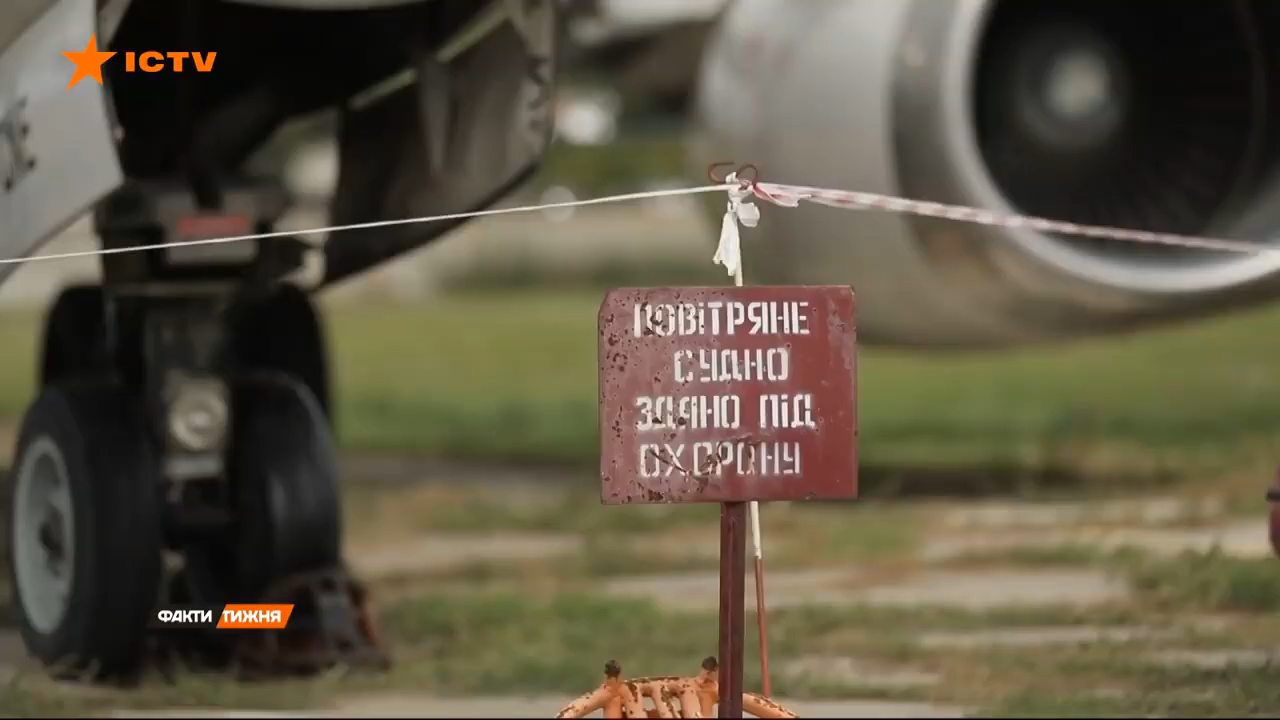 ICTV
ПОВІТРЯНЕ
СУДНО
ЗДАНО ПІД
ОХОРОНУ
ФАКТИ ТИЖНЯ